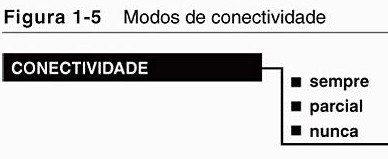 Figura 1-5 Modos de conectividade
CONECTIVIDADE
sempre
parcial
nunca